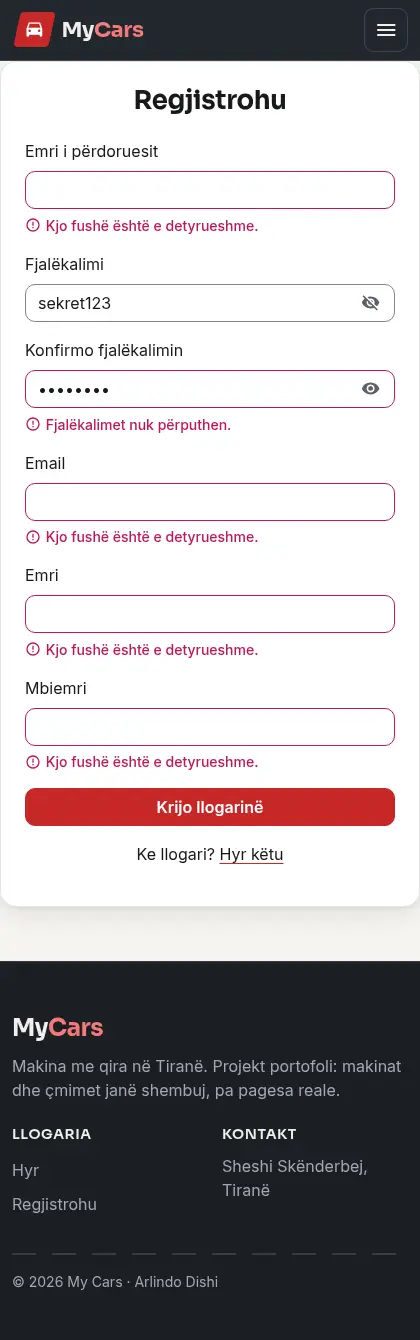 MyCars
Regjistrohu
Emri i përdoruesit
Kjo fushë është e detyrueshme.
Fjalëkalimi
sekret123
Konfirmo fjalëkalimin
••••••••
Fjalëkalimet nuk përputhen.
Email
Kjo fushë është e detyrueshme.
Emri
Kjo fushë është e detyrueshme.
Mbiemri
Kjo fushë është e detyrueshme.
Krijo llogarinë
Ke llogari? Hyr këtu
MyCars
Makina me qira në Tiranë. Projekt portofoli: makinat
dhe çmimet janë shembuj, pa pagesa reale.
LLOGARIA
Hyr
Regjistrohu
KONTAKT
Sheshi Skënderbej,
Tiranë
© 2026 My Cars · Arlindo Dishi